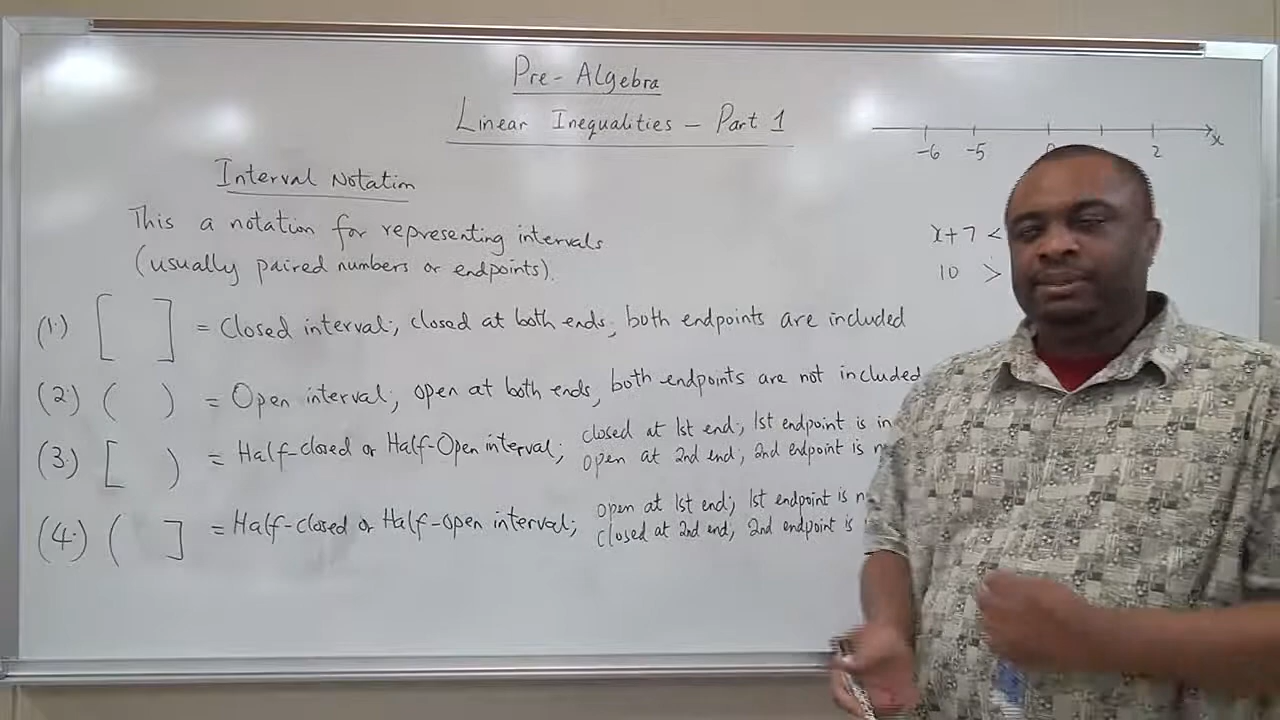 Pre-Algebra
Linear Inequalities - Part 1
-6 -5 2 x
Interval Notation
This a notation for representing intervals
(usually paired numbers or endpoints).
x+7 <
10 >
(1.) [ ] = Closed interval; closed at both ends; both endpoints are included
(2.) ( ) = Open interval; open at both ends, both endpoints are not included
(3.) [ ) = Half-closed or Half-Open interval; closed at 1st end; 1st endpoint is
open at 2nd end; 2nd endpoint is
(4.) ( ] = Half-closed or Half-open interval; open at 1st end; 1st endpoint is
closed at 2nd end; 2nd endpoint is